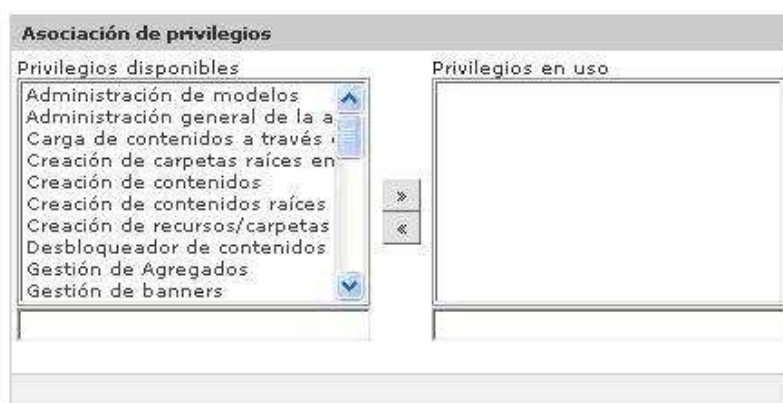 Asociación de privilegios
Privilegios disponibles
Privilegios en uso
Administración de modelos
Administración general de la a
Carga de contenidos a través
Creación de carpetas raíces en
Creación de contenidos
Creación de contenidos raíces
Creación de recursos/carpetas
Desbloqueador de contenidos
Gestión de Agregados
Gestión de banners
»
«